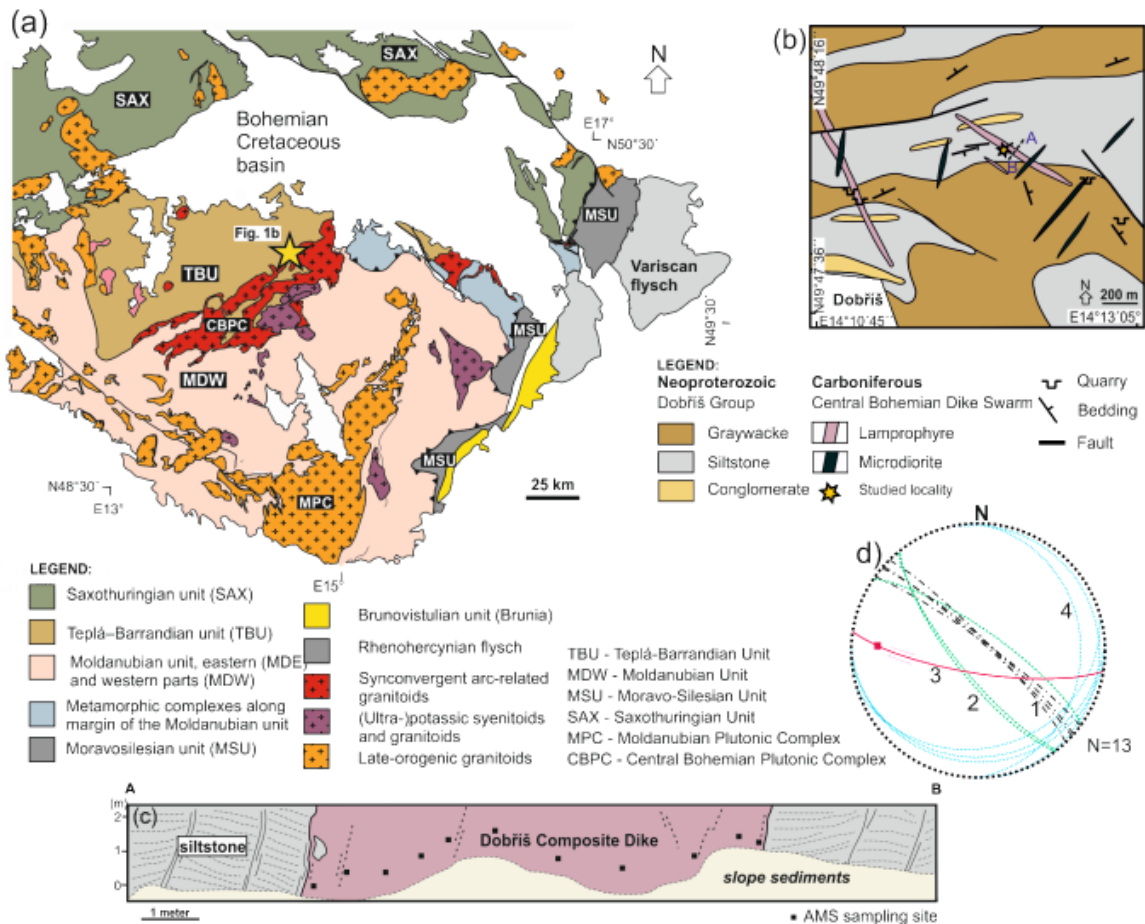 (a)
SAX
SAX
N
Bohemian
Cretaceous
basin
E17°
N50°30´
Fig. 1b
TBU
CBPC
MDW
MSU
Variscan
flysch
MSU
N49°30´
MSU
MPC
N48°30´
E13°
E15°
25 km
(b)
N49°48´16´´
N49°47´36´´
A
B
Dobříš
E14°10´45´´
N
200 m
E14°13´05´´
LEGEND:
Neoproterozoic
Dobříš Group
Graywacke
Siltstone
Conglomerate
Carboniferous
Central Bohemian Dike Swarm
Lamprophyre
Microdiorite
Studied locality
Quarry
Bedding
Fault
LEGEND:
Saxothuringian unit (SAX)
Teplá–Barrandian unit (TBU)
Moldanubian unit, eastern (MDE)
and western parts (MDW)
Metamorphic complexes along
margin of the Moldanubian unit
Moravosilesian unit (MSU)
Brunovistulian unit (Brunia)
Rhenohercynian flysch
Synconvergent arc-related
granitoids
(Ultra-)potassic syenitoids
and granitoids
Late-orogenic granitoids
TBU - Teplá-Barrandian Unit
MDW - Moldanubian Unit
MSU - Moravo-Silesian Unit
SAX - Saxothuringian Unit
MPC - Moldanubian Plutonic Complex
CBPC - Central Bohemian Plutonic Complex
d)
N
4
3
2
1
N=13
A
B
[m]
(c)
2
1
0
siltstone
Dobříš Composite Dike
slope sediments
1 meter
AMS sampling site